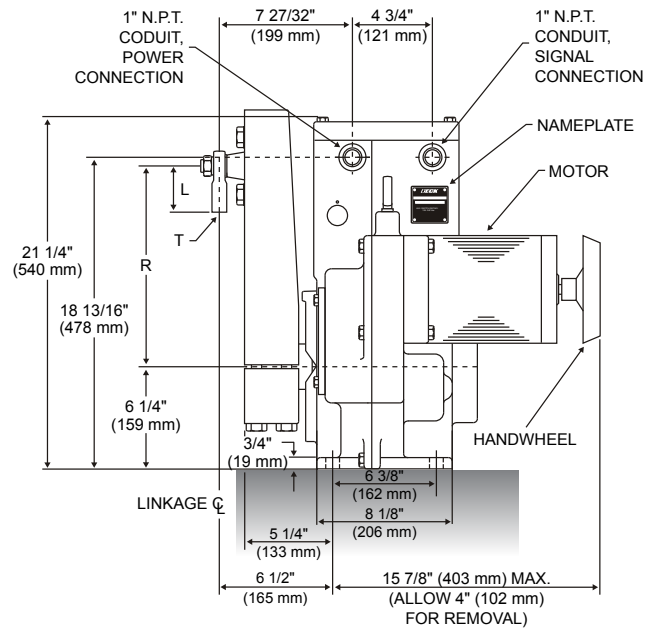 1" N.P.T.
CODUIT,
POWER
CONNECTION
7 27/32"
(199 mm)
4 3/4"
(121 mm)
1" N.P.T.
CONDUIT,
SIGNAL
CONNECTION
NAMEPLATE
MOTOR
L
T
R
21 1/4"
(540 mm)
18 13/16"
(478 mm)
6 1/4"
(159 mm)
HANDWHEEL
3/4"
(19 mm)
6 3/8"
(162 mm)
8 1/8"
(206 mm)
LINKAGE ℄
5 1/4"
(133 mm)
6 1/2"
(165 mm)
15 7/8" (403 mm) MAX.
(ALLOW 4" (102 mm)
FOR REMOVAL)